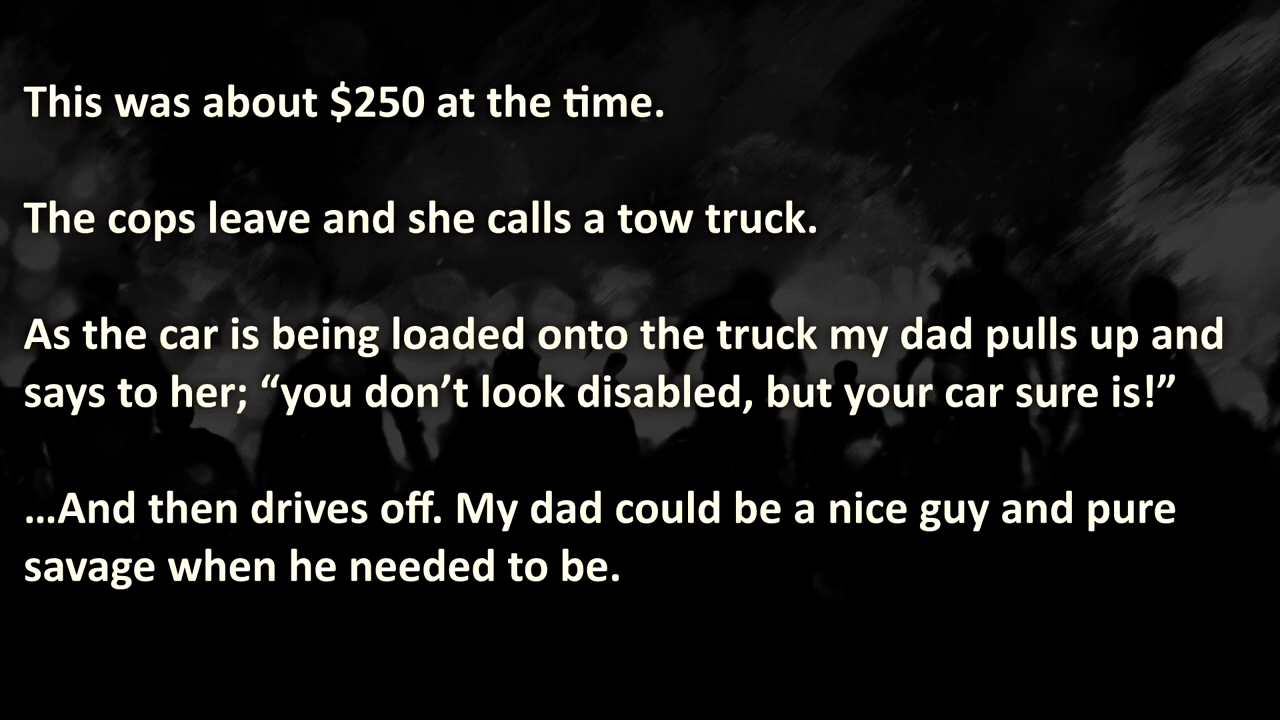 This was about $250 at the time.
The cops leave and she calls a tow truck.
As the car is being loaded onto the truck my dad pulls up and
says to her; “you don’t look disabled, but your car sure is!”
…And then drives off. My dad could be a nice guy and pure
savage when he needed to be.